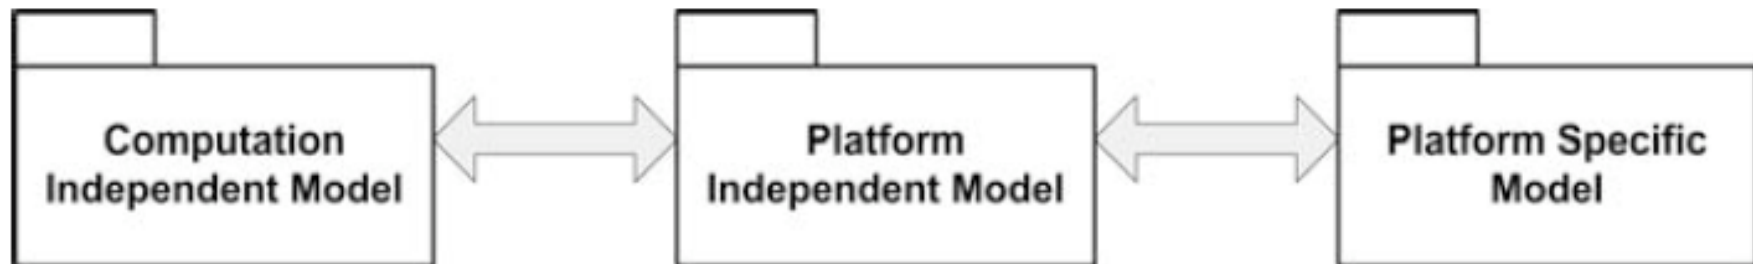 Computation
Independent Model
Platform
Independent Model
Platform Specific
Model